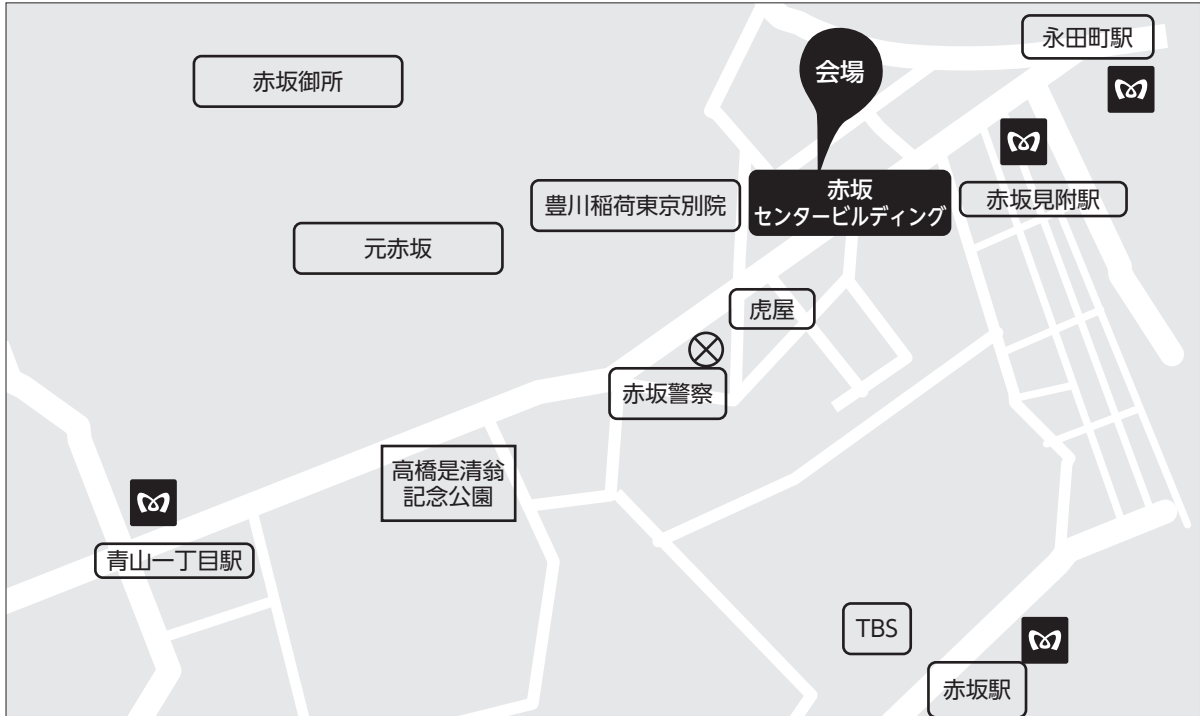 永田町駅
会場
赤坂御所
赤坂
センタービルディング
赤坂見附駅
豊川稲荷東京別院
元赤坂
虎屋
赤坂警察
高橋是清翁
記念公園
青山一丁目駅
TBS
赤坂駅